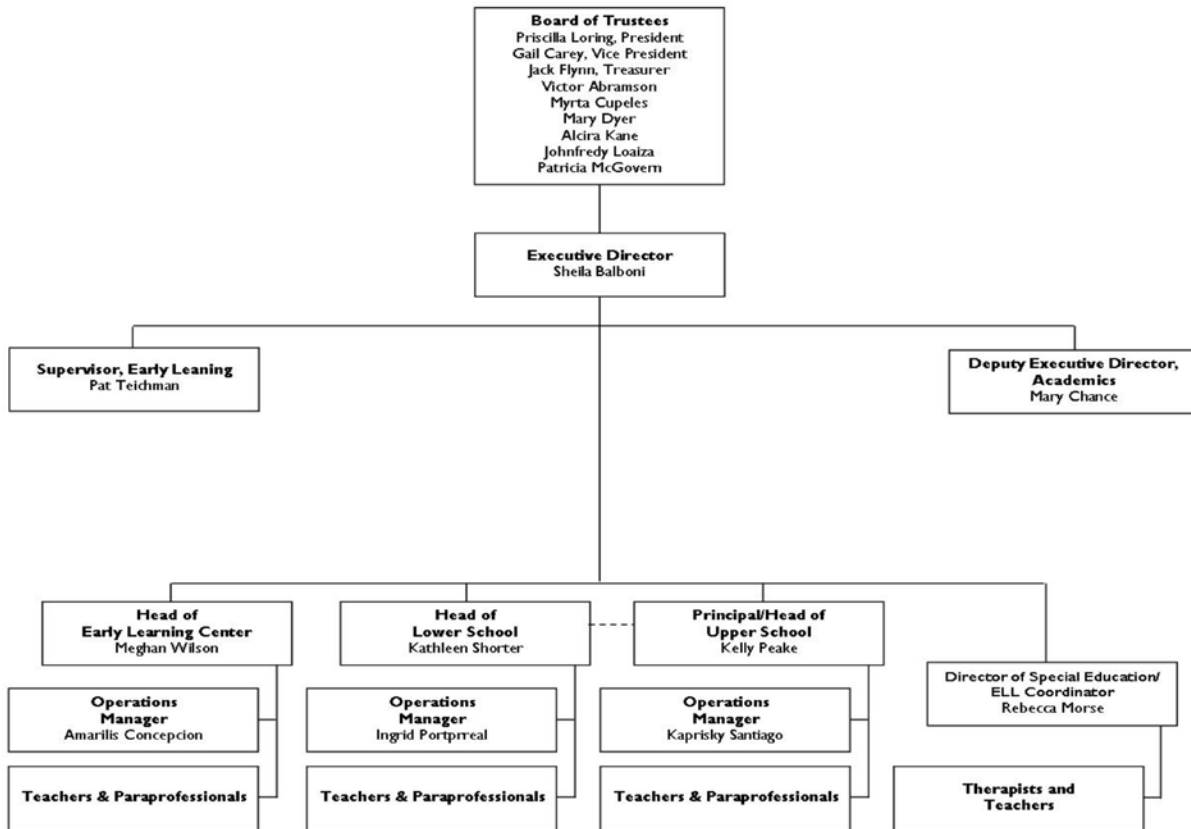 Board of Trustees
Priscilla Loring, President
Gail Carey, Vice President
Jack Flynn, Treasurer
Victor Abramson
Myrta Cupeles
Mary Dyer
Alcira Kane
Johnfredy Loaiza
Patricia McGovern
Executive Director
Sheila Balboni
Supervisor, Early Leaning
Pat Teichman
Deputy Executive Director,
Academics
Mary Chance
Head of
Early Learning Center
Meghan Wilson
Head of
Lower School
Kathleen Shorter
Principal/Head of
Upper School
Kelly Peake
Director of Special Education/
ELL Coordinator
Rebecca Morse
Operations
Manager
Amarilis Concepcion
Operations
Manager
Ingrid Portprreal
Operations
Manager
Kaprisky Santiago
Teachers & Paraprofessionals
Teachers & Paraprofessionals
Teachers & Paraprofessionals
Therapists and
Teachers